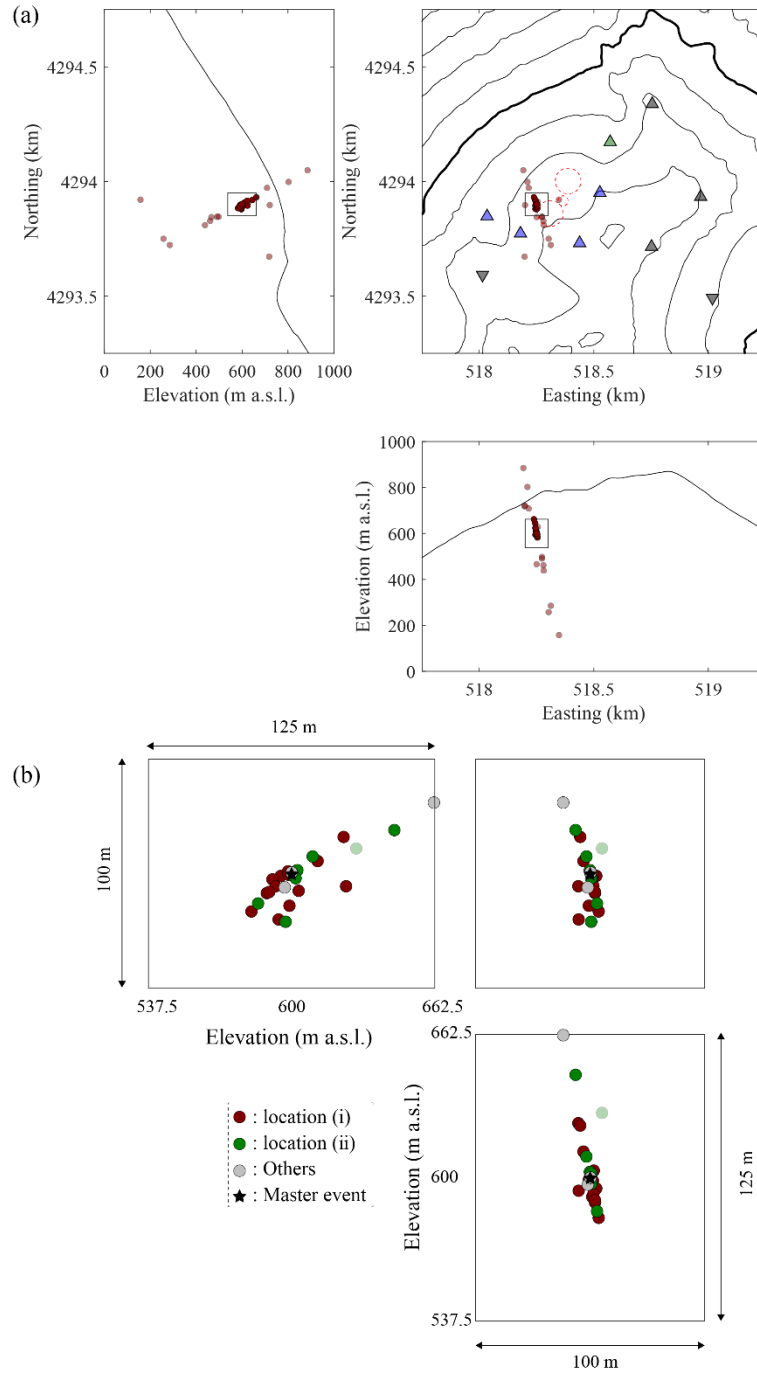 (a)
Northing (km)
4294.5
4294
4293.5
0 200 400 600 800 1000
Elevation (m a.s.l.)
Northing (km)
4294.5
4294
4293.5
518 518.5 519
Easting (km)
Elevation (m a.s.l.)
1000
800
600
400
200
0
518 518.5 519
Easting (km)
(b)
125 m
100 m
537.5 600 662.5
Elevation (m a.s.l.)
: location (i)
: location (ii)
: Others
: Master event
Elevation (m a.s.l.)
662.5
600
537.5
125 m
100 m